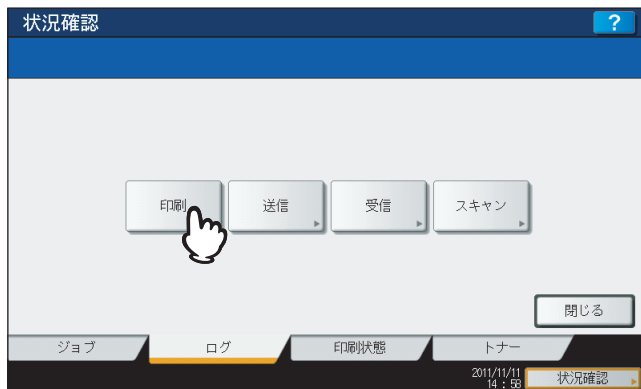 状況確認
?
印刷
送信
受信
スキャン
閉じる
ジョブ
ログ
印刷状態
トナー
2011/11/11
14 : 58
状況確認